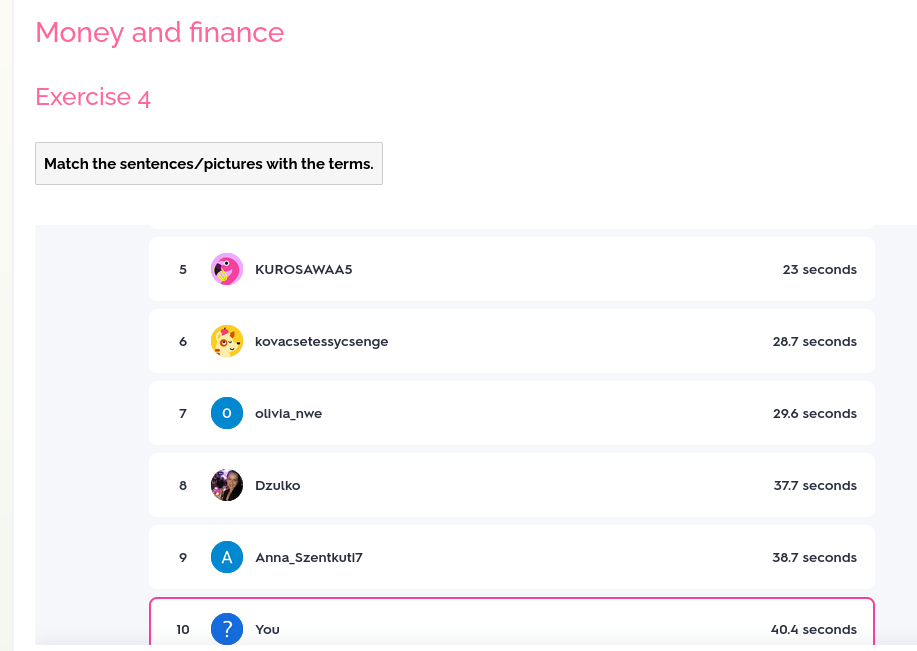 Money and finance
Exercise 4
Match the sentences/pictures with the terms.
5 KUROSAWAA5 23 seconds
6 kovacsetessycsenge 28.7 seconds
7 0 olivia_nwe 29.6 seconds
8 Dzulko 37.7 seconds
9 A Anna_Szentkuti7 38.7 seconds
10 ? You 40.4 seconds